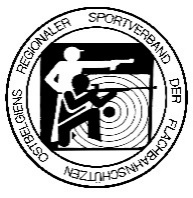 OSTBELGIENS REGIONALER SPORTVERBAND DER FLACHBAHNSCHÜTZEN